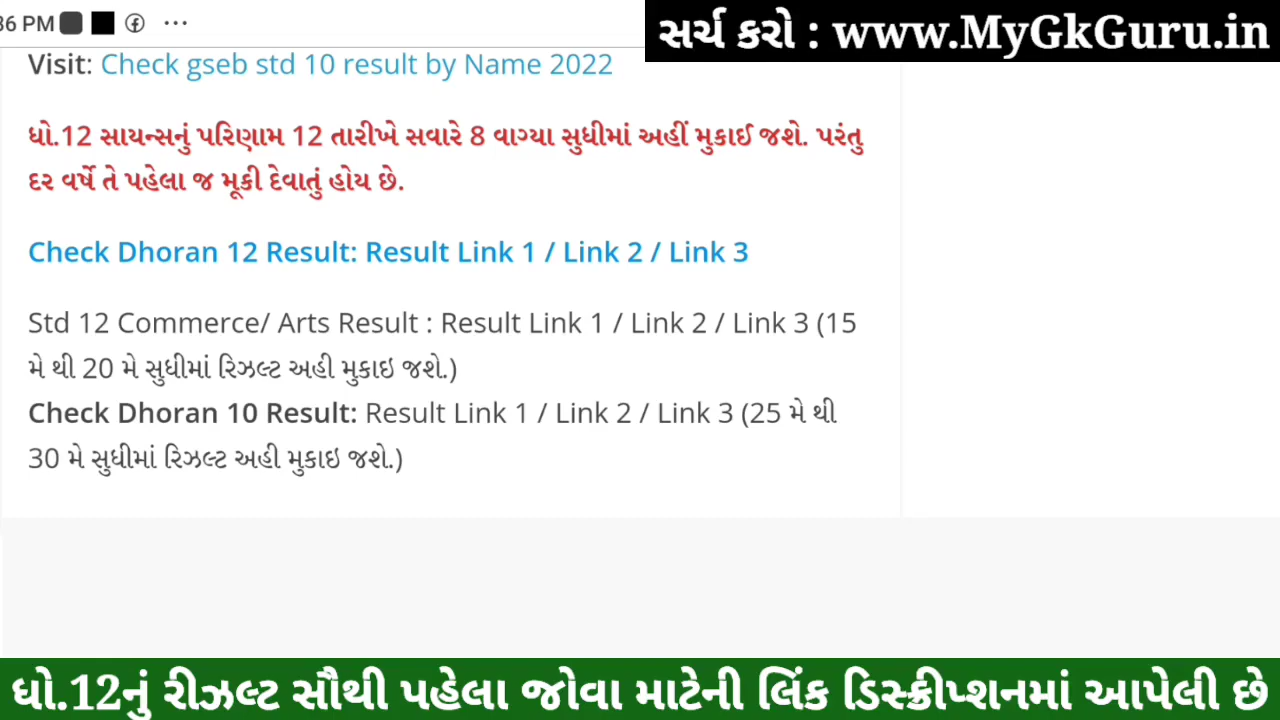 36 PM
સર્ચ કરો : www.MyGkGuru.in
Visit: Check gseb std 10 result by Name 2022
ધો.12 સાયન્સનું પરિણામ 12 તારીખે સવારે 8 વાગ્યા સુધીમાં અહીં મુકાઈ જશે. પરંતુ
દર વર્ષે તે પહેલા જ મૂકી દેવાતું હોય છે.
Check Dhoran 12 Result: Result Link 1 / Link 2 / Link 3
Std 12 Commerce/ Arts Result : Result Link 1 / Link 2 / Link 3 (15
મે થી 20 મે સુધીમાં રિઝલ્ટ અહી મુકાઇ જશે.)
Check Dhoran 10 Result: Result Link 1 / Link 2 / Link 3 (25 મે થી
30 મે સુધીમાં રિઝલ્ટ અહી મુકાઇ જશે.)
ધો.12નું રીઝલ્ટ સૌથી પહેલા જોવા માટેની લિંક ડિસ્ક્રીપ્શનમાં આપેલી છે